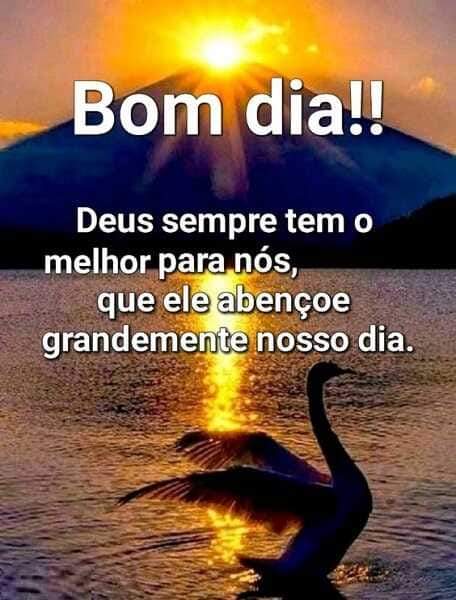 Bom dia!!
Deus sempre tem o
melhor para nós,
que ele abençoe
grandemente nosso dia.